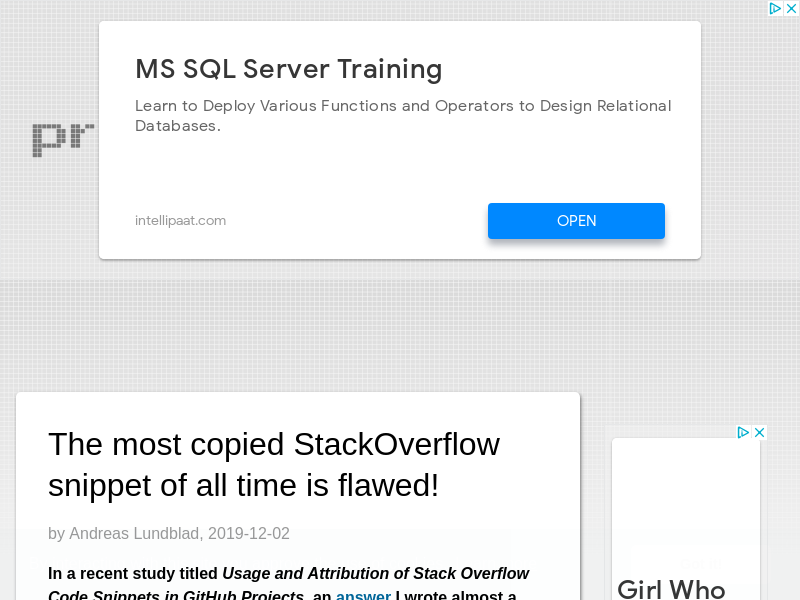 MS SQL Server Training
Learn to Deploy Various Functions and Operators to Design Relational
Databases.
pr
intellipaat.com
OPEN
The most copied StackOverflow
snippet of all time is flawed!
by Andreas Lundblad, 2019-12-02
In a recent study titled Usage and Attribution of Stack Overflow
Code Snippets in GitHub Projects, an answer I wrote almost a
Girl Who